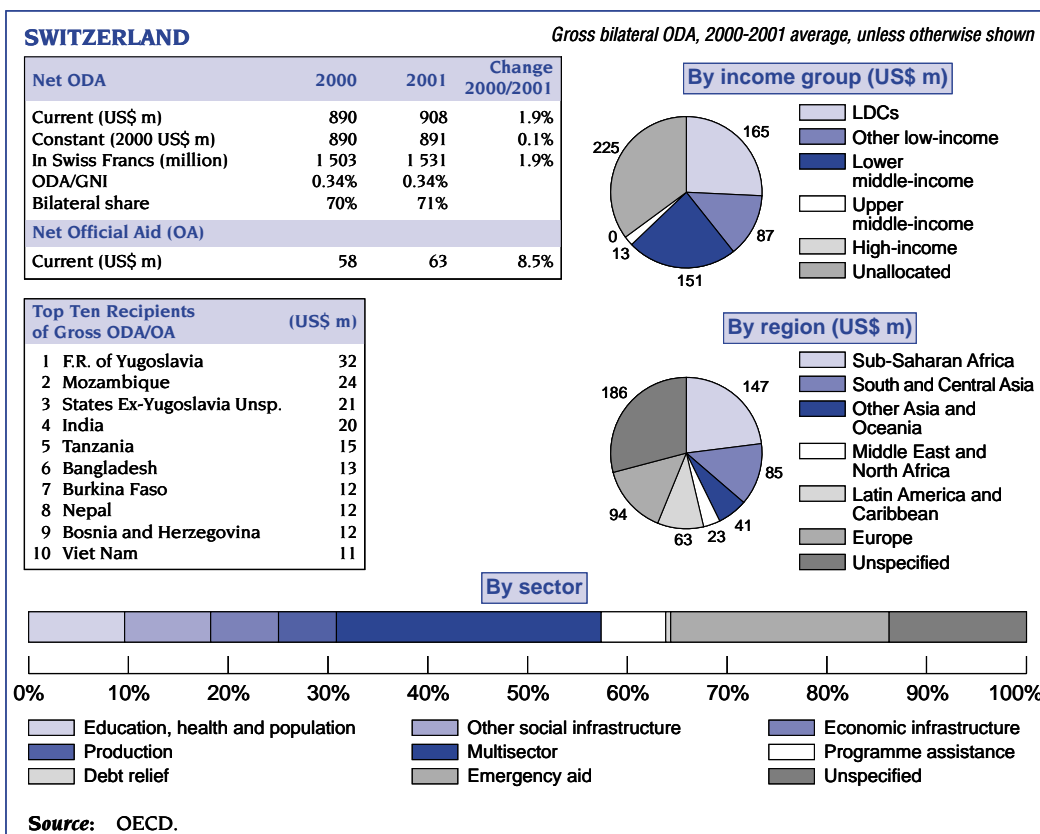 SWITZERLAND
Gross bilateral ODA, 2000-2001 average, unless otherwise shown
Net ODA 2000 2001 Change 2000/2001
Current (US$ m) 890 908 1.9%
Constant (2000 US$ m) 890 891 0.1%
In Swiss Francs (million) 1 503 1 531 1.9%
ODA/GNI 0.34% 0.34%
Bilateral share 70% 71%
Net Official Aid (OA)
Current (US$ m) 58 63 8.5%
By income group (US$ m)
165
87
151
13
0
225
LDCs
Other low-income
Lower
middle-income
Upper
middle-income
High-income
Unallocated
Top Ten Recipients
of Gross ODA/OA (US$ m)
1 F.R. of Yugoslavia 32
2 Mozambique 24
3 States Ex-Yugoslavia Unsp. 21
4 India 20
5 Tanzania 15
6 Bangladesh 13
7 Burkina Faso 12
8 Nepal 12
9 Bosnia and Herzegovina 12
10 Viet Nam 11
By region (US$ m)
147
85
41
23
63
94
186
Sub-Saharan Africa
South and Central Asia
Other Asia and
Oceania
Middle East and
North Africa
Latin America and
Caribbean
Europe
Unspecified
By sector
0% 10% 20% 30% 40% 50% 60% 70% 80% 90% 100%
Education, health and population Other social infrastructure Economic infrastructure
Production Multisector Programme assistance
Debt relief Emergency aid Unspecified
Source: OECD.